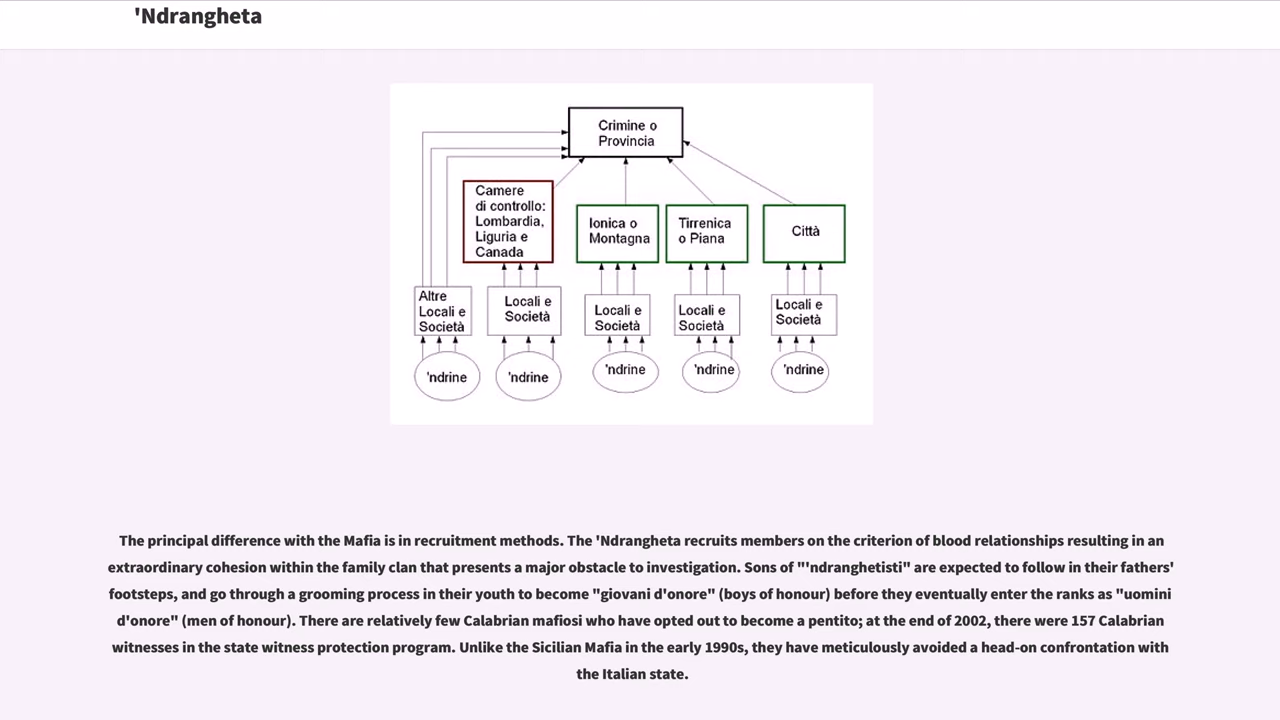 'Ndrangheta
Crimine o
Provincia
Camere
di controllo:
Lombardia,
Liguria e
Canada
Ionica o
Montagna
Tirrenica
o Piana
Città
Altre
Locali e
Società
Locali e
Società
Locali e
Società
Locali e
Società
Locali e
Società
'ndrine
'ndrine
'ndrine
'ndrine
'ndrine
The principal difference with the Mafia is in recruitment methods. The 'Ndrangheta recruits members on the criterion of blood relationships resulting in an
extraordinary cohesion within the family clan that presents a major obstacle to investigation. Sons of "'ndranghetisti" are expected to follow in their fathers'
footsteps, and go through a grooming process in their youth to become "giovani d'onore" (boys of honour) before they eventually enter the ranks as "uomini
d'onore" (men of honour). There are relatively few Calabrian mafiosi who have opted out to become a pentito; at the end of 2002, there were 157 Calabrian
witnesses in the state witness protection program. Unlike the Sicilian Mafia in the early 1990s, they have meticulously avoided a head-on confrontation with
the Italian state.